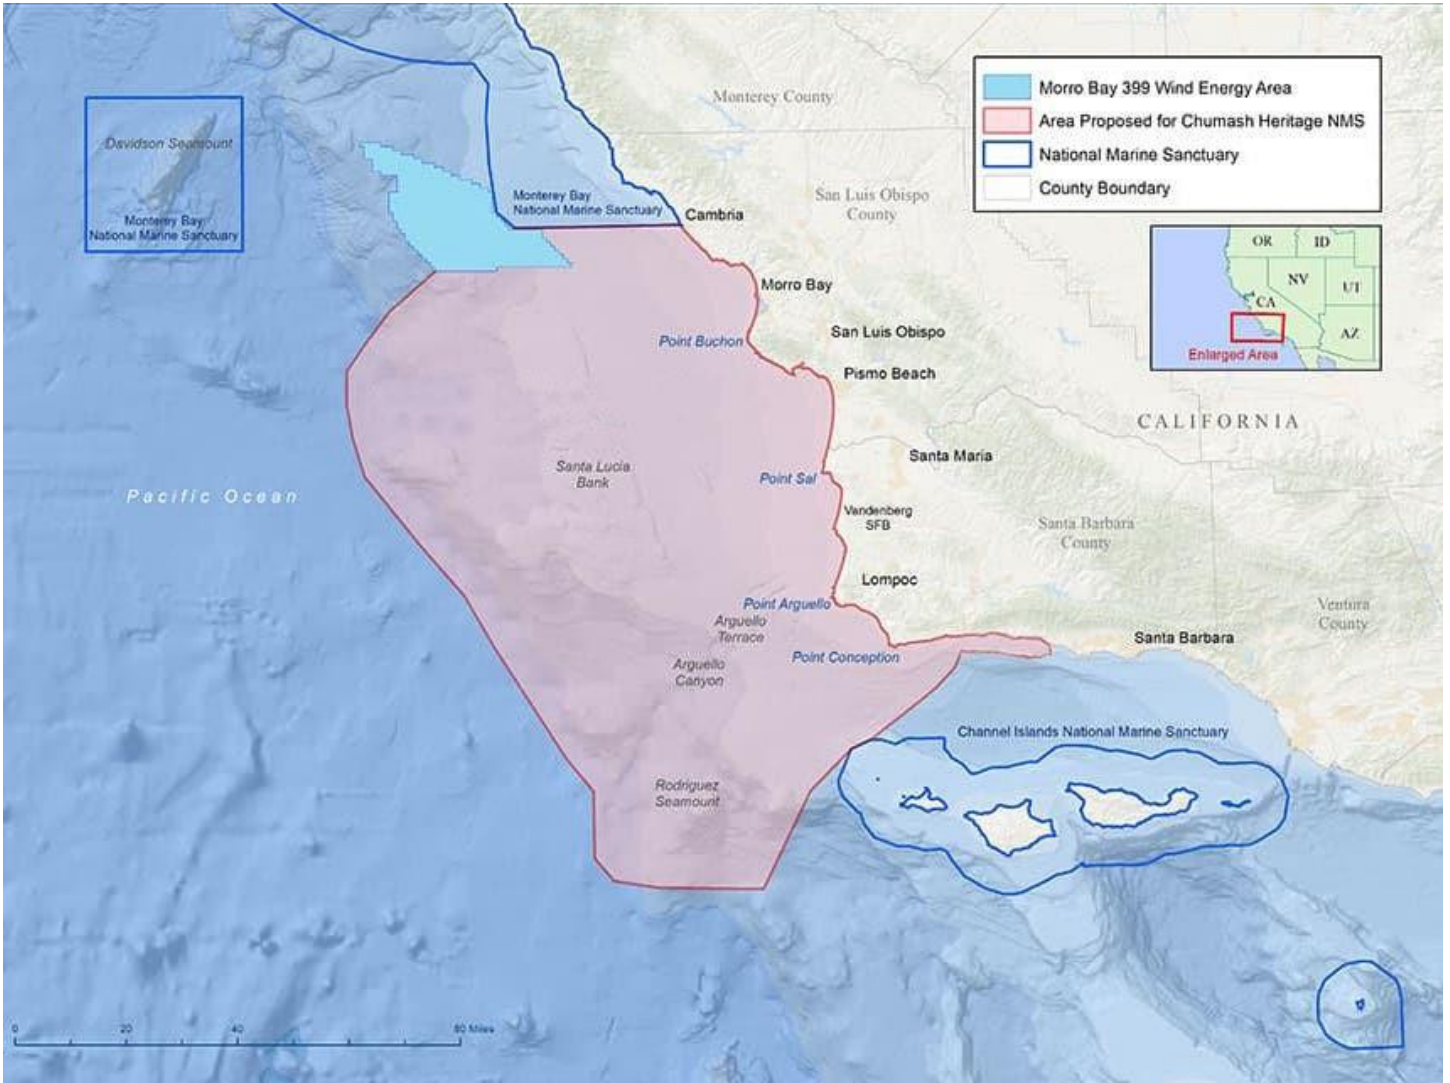 Morro Bay 399 Wind Energy Area
Area Proposed for Chumash Heritage NMS
National Marine Sanctuary
County Boundary
OR
ID
NV
UT
CA
AZ
Enlarged Area
Monterey County
Davidson Seamount
Monterey Bay
National Marine Sanctuary
Monterey Bay
National Marine Sanctuary
Cambria
San Luis Obispo
County
Morro Bay
Point Buchon
San Luis Obispo
Pismo Beach
CALIFORNIA
Santa Lucia
Bank
Point Sal
Santa Maria
Pacific Ocean
Vandenberg
SFB
Santa Barbara
County
Lompoc
Point Arguello
Arguello
Terrace
Ventura
County
Santa Barbara
Point Conception
Arguello
Canyon
Channel Islands National Marine Sanctuary
Rodriguez
Seamount
0
20
40
80 Miles